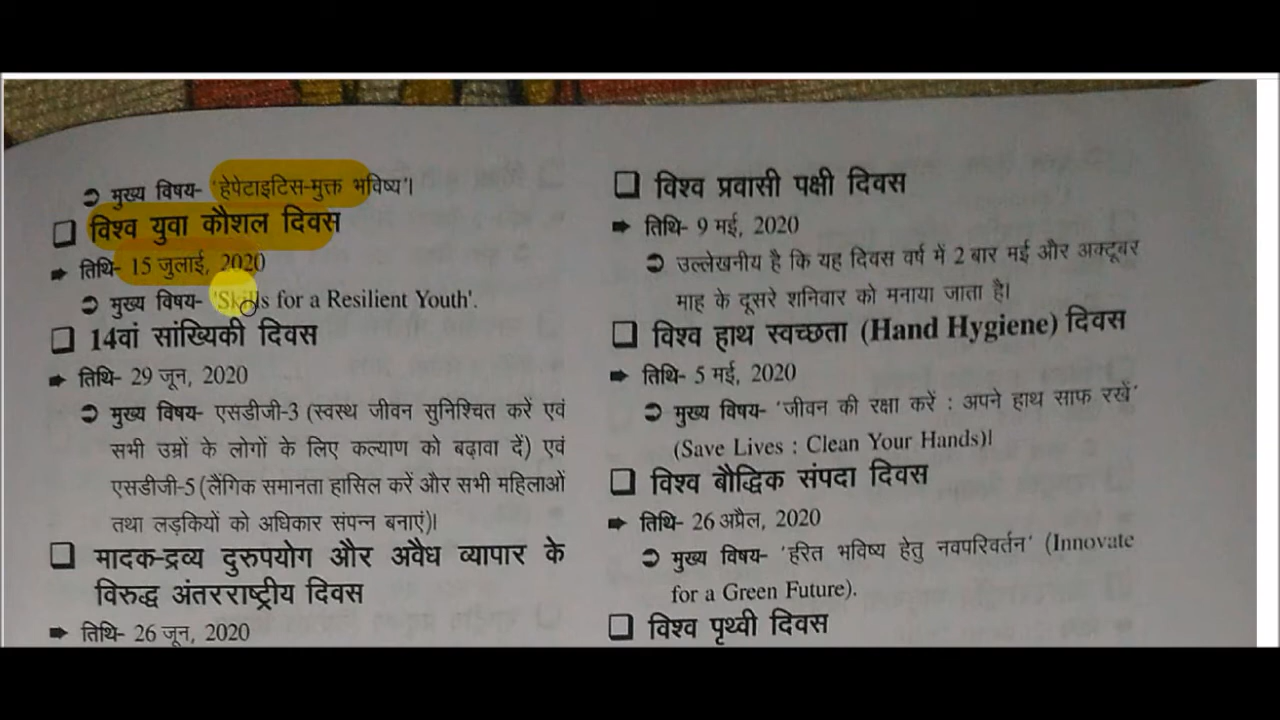 ➲ मुख्य विषय- 'हेपेटाइटिस-मुक्त भविष्य'।
❑ विश्व युवा कौशल दिवस
➡ तिथि- 15 जुलाई, 2020
➲ मुख्य विषय- 'Skills for a Resilient Youth'.
❑ 14वां सांख्यिकी दिवस
➡ तिथि- 29 जून, 2020
➲ मुख्य विषय- एसडीजी-3 (स्वस्थ जीवन सुनिश्चित करें एवं
सभी उम्रों के लोगों के लिए कल्याण को बढ़ावा दें) एवं
एसडीजी-5 (लैंगिक समानता हासिल करें और सभी महिलाओं
तथा लड़कियों को अधिकार संपन्न बनाएं)।
❑ मादक-द्रव्य दुरुपयोग और अवैध व्यापार के
विरुद्ध अंतरराष्ट्रीय दिवस
➡ तिथि- 26 जून, 2020
❑ विश्व प्रवासी पक्षी दिवस
➡ तिथि- 9 मई, 2020
➲ उल्लेखनीय है कि यह दिवस वर्ष में 2 बार मई और अक्टूबर
माह के दूसरे शनिवार को मनाया जाता है।
❑ विश्व हाथ स्वच्छता (Hand Hygiene) दिवस
➡ तिथि- 5 मई, 2020
➲ मुख्य विषय- 'जीवन की रक्षा करें : अपने हाथ साफ रखें'
(Save Lives : Clean Your Hands)।
❑ विश्व बौद्धिक संपदा दिवस
➡ तिथि- 26 अप्रैल, 2020
➲ मुख्य विषय- 'हरित भविष्य हेतु नवपरिवर्तन' (Innovate
for a Green Future).
❑ विश्व पृथ्वी दिवस